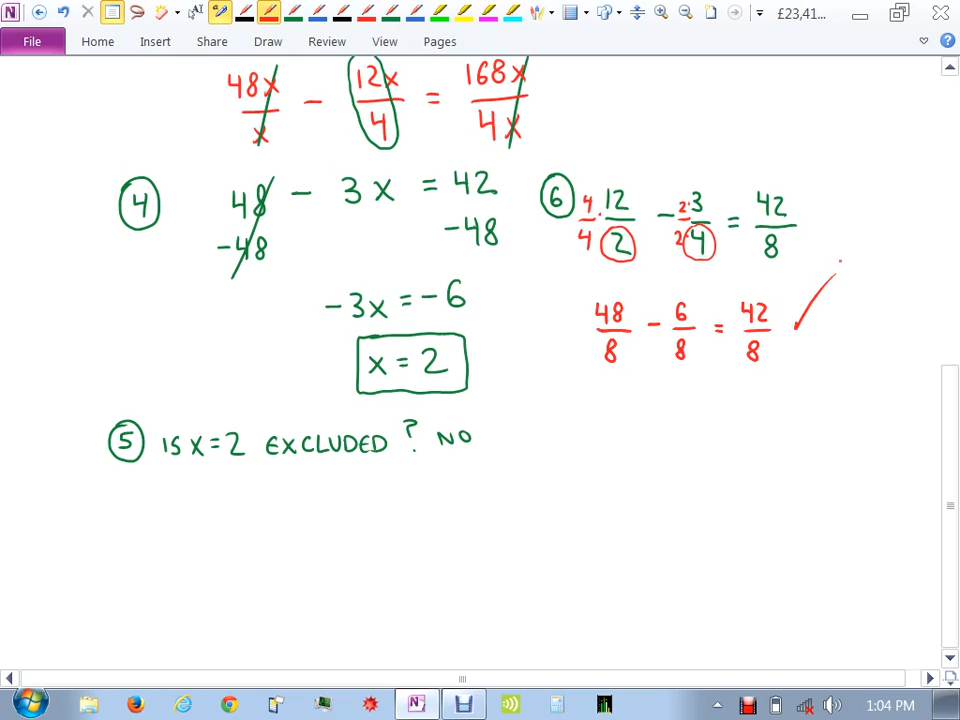 £23,41...
File Home Insert Share Draw Review View Pages
48x/x - 12x/4 = 168x/4x
④ 48 - 3x = 42
-48 -48
-3x = -6
x = 2
⑤ IS x=2 EXCLUDED? NO
⑥ 4/4 · 12/2 - 2·/2· 3/4 = 42/8
48/8 - 6/8 = 42/8 ✓
1:04 PM